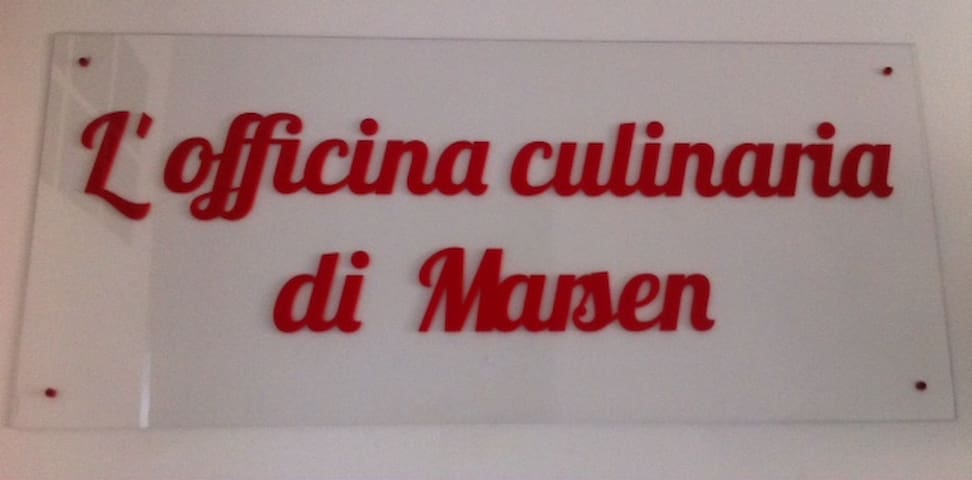 L' officina culinaria
di Marsen